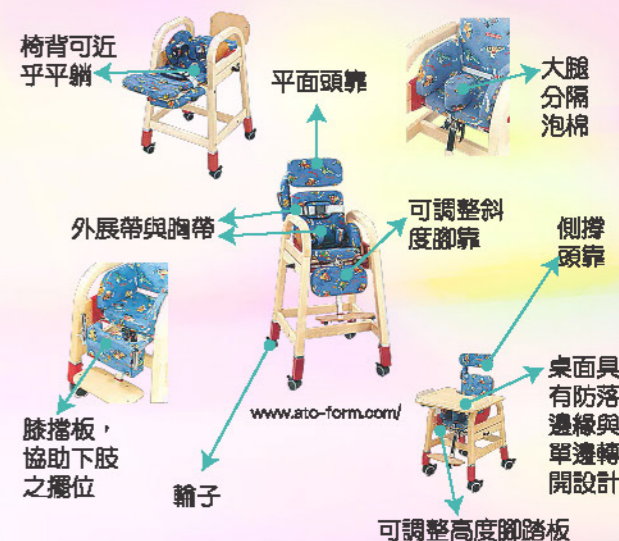 椅背可近
乎平躺
平面頭靠
大腿
分隔
泡棉
外展帶與胸帶
可調整斜
度腳靠
側撐
頭靠
膝擋板，
協助下肢
之擺位
www.ato-form.com/
輪子
桌面具
有防落
邊緣與
單邊轉
開設計
可調整高度腳踏板